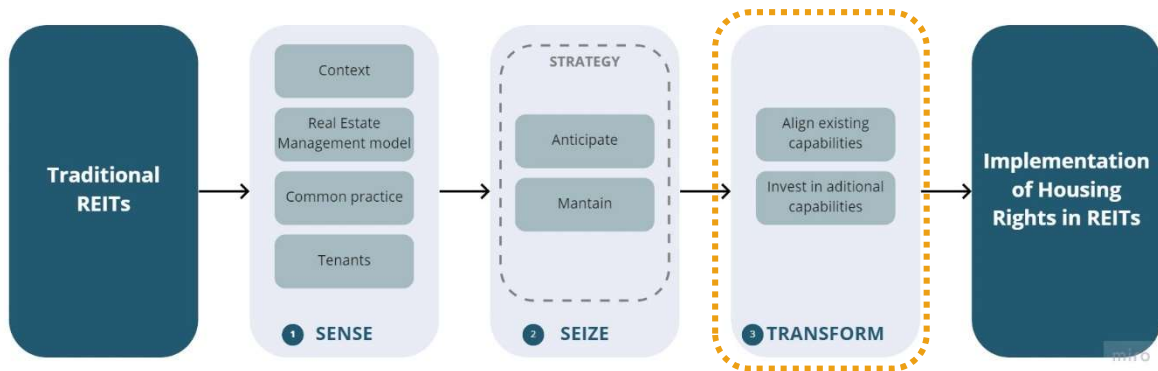 Traditional
REITs
Context
Real Estate
Management model
Common practice
Tenants
1 SENSE
STRATEGY
Anticipate
Mantain
2 SEIZE
Align existing
capabilities
Invest in aditional
capabilities
3 TRANSFORM
Implementation
of Housing
Rights in REITs
miro